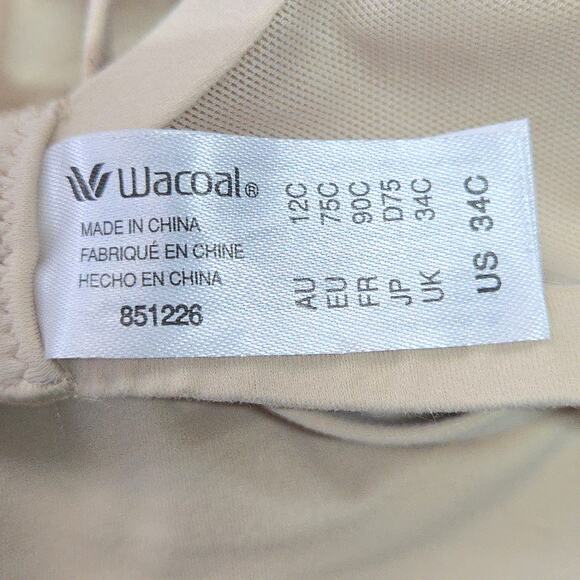 Wacoal®
MADE IN CHINA
FABRIQUÉ EN CHINE
HECHO EN CHINA
851226
AU 12C
EU 75C
FR 90C
JP D75
UK 34C
US 34C